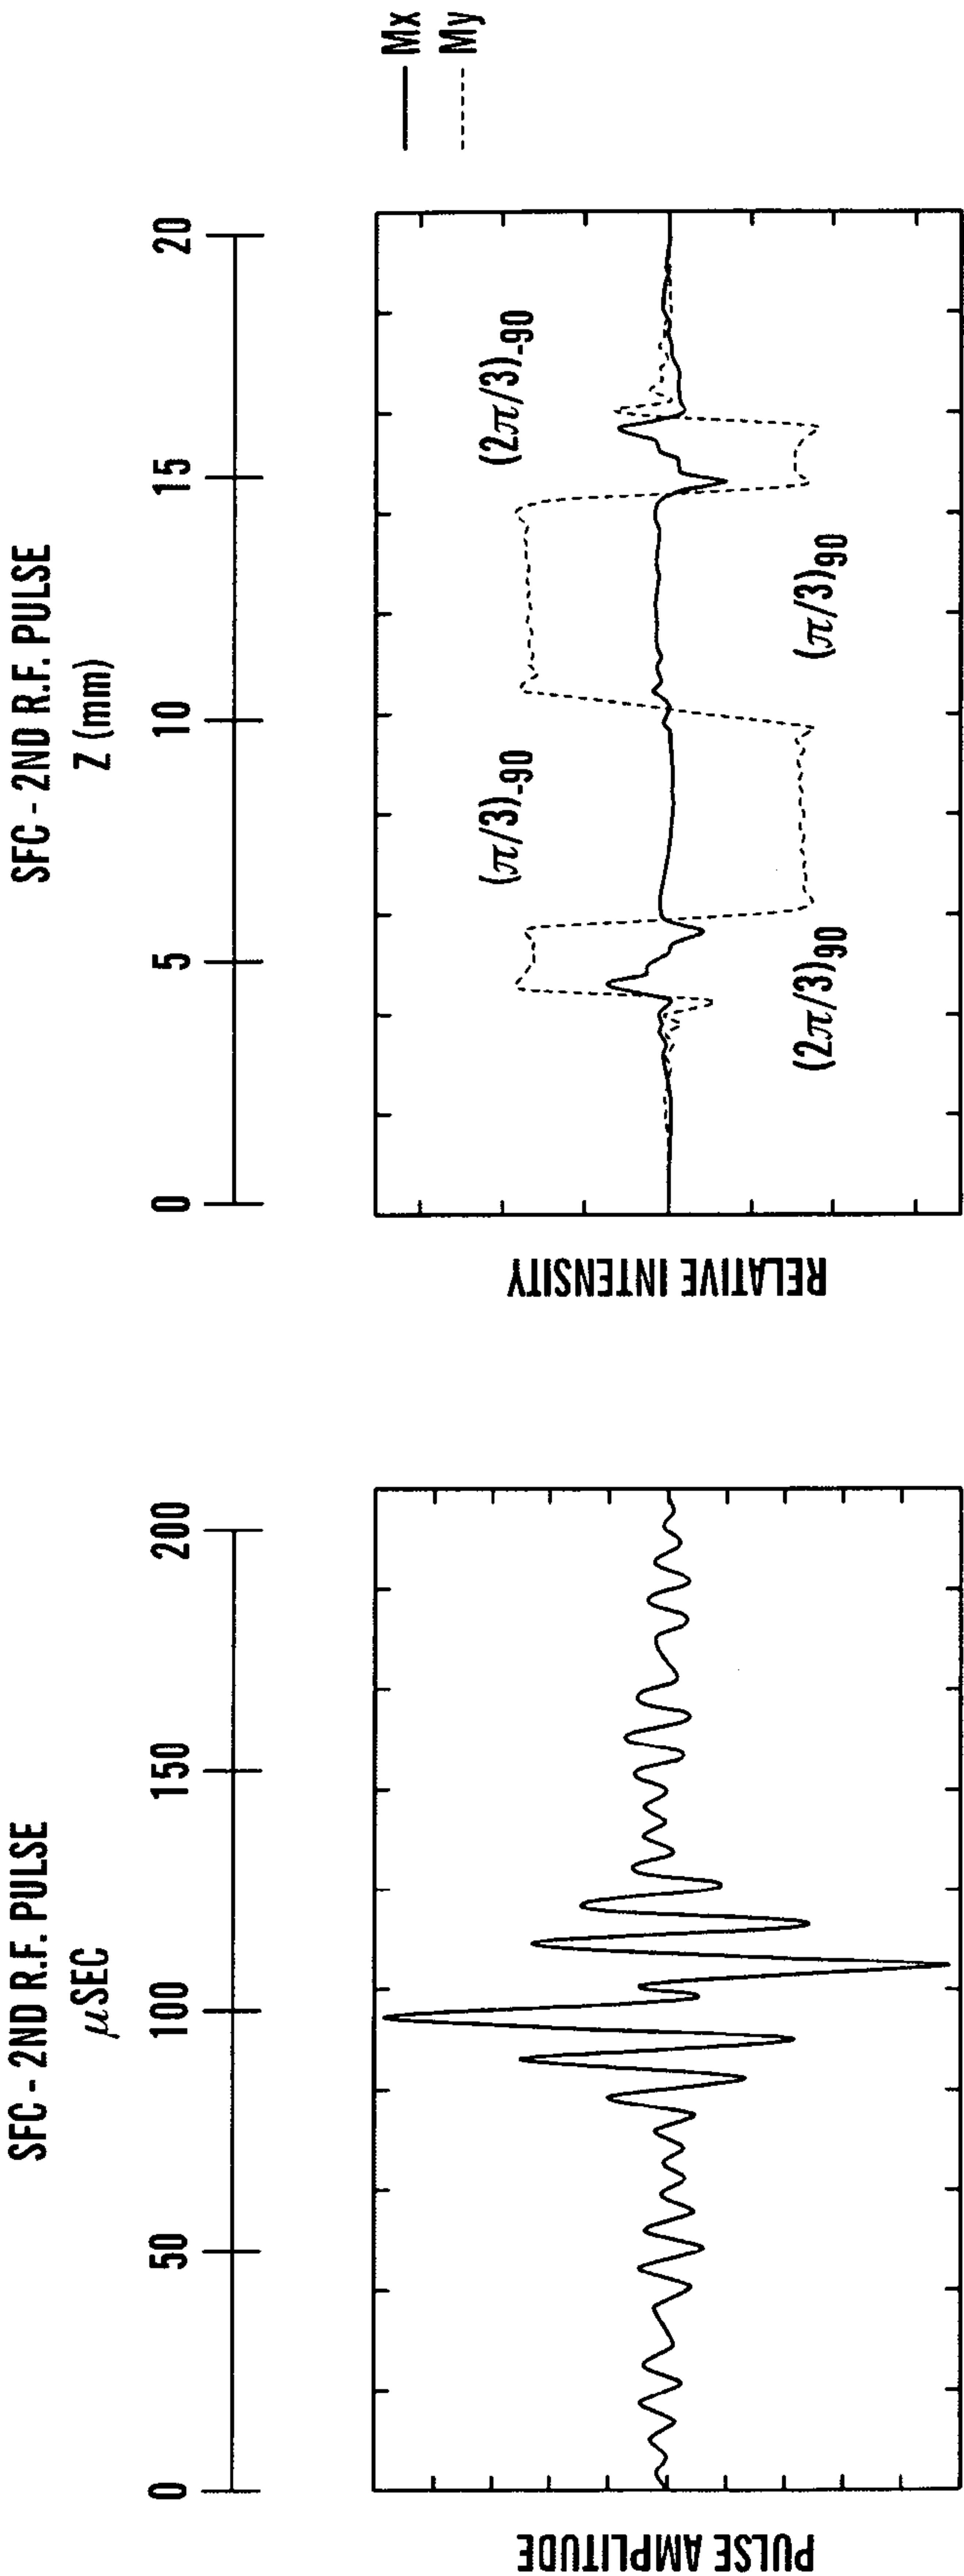 SFC - 2ND R.F. PULSE
μSEC
0 50 100 150 200
PULSE AMPLITUDE
SFC - 2ND R.F. PULSE
Z (mm)
0 5 10 15 20
RELATIVE INTENSITY
(π/3)-90
(2π/3)-90
(2π/3)90
(π/3)90
Mx
My